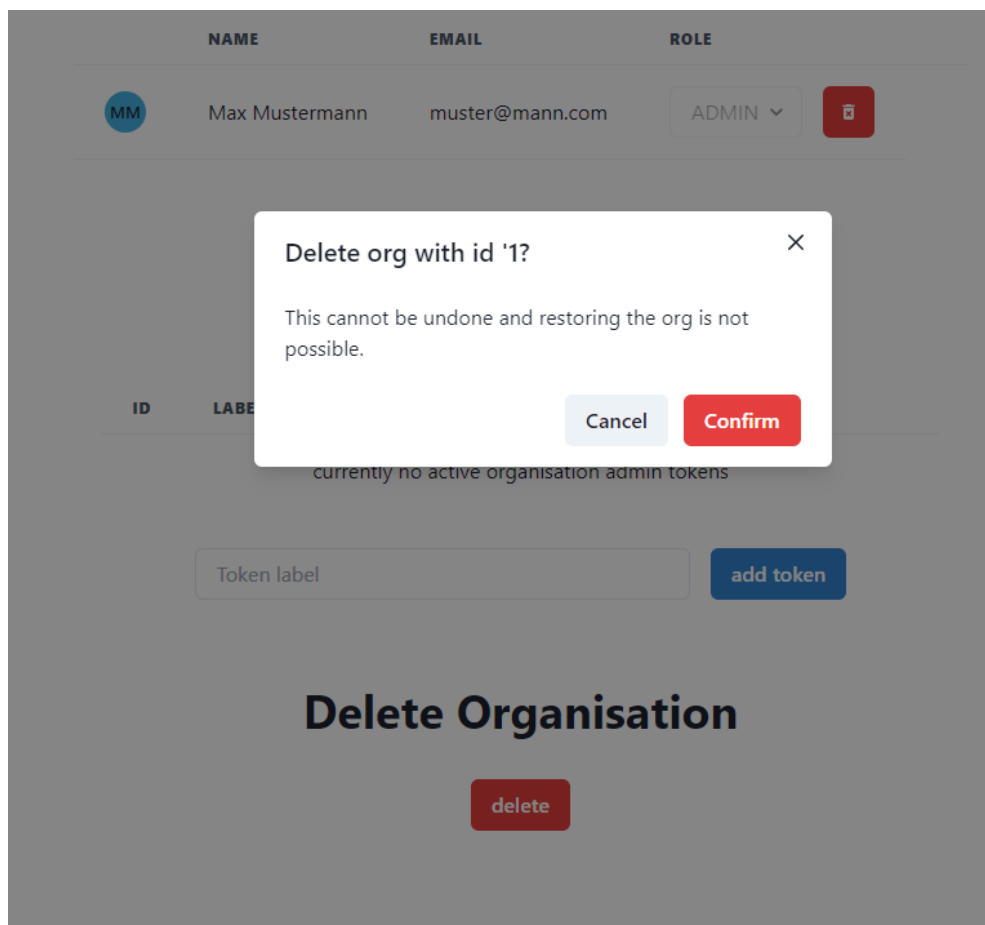 NAME EMAIL ROLE
MM Max Mustermann muster@mann.com ADMIN
Delete org with id '1?
This cannot be undone and restoring the org is not
possible.
Cancel Confirm
ID LABE
currently no active organisation admin tokens
Token label add token
Delete Organisation
delete